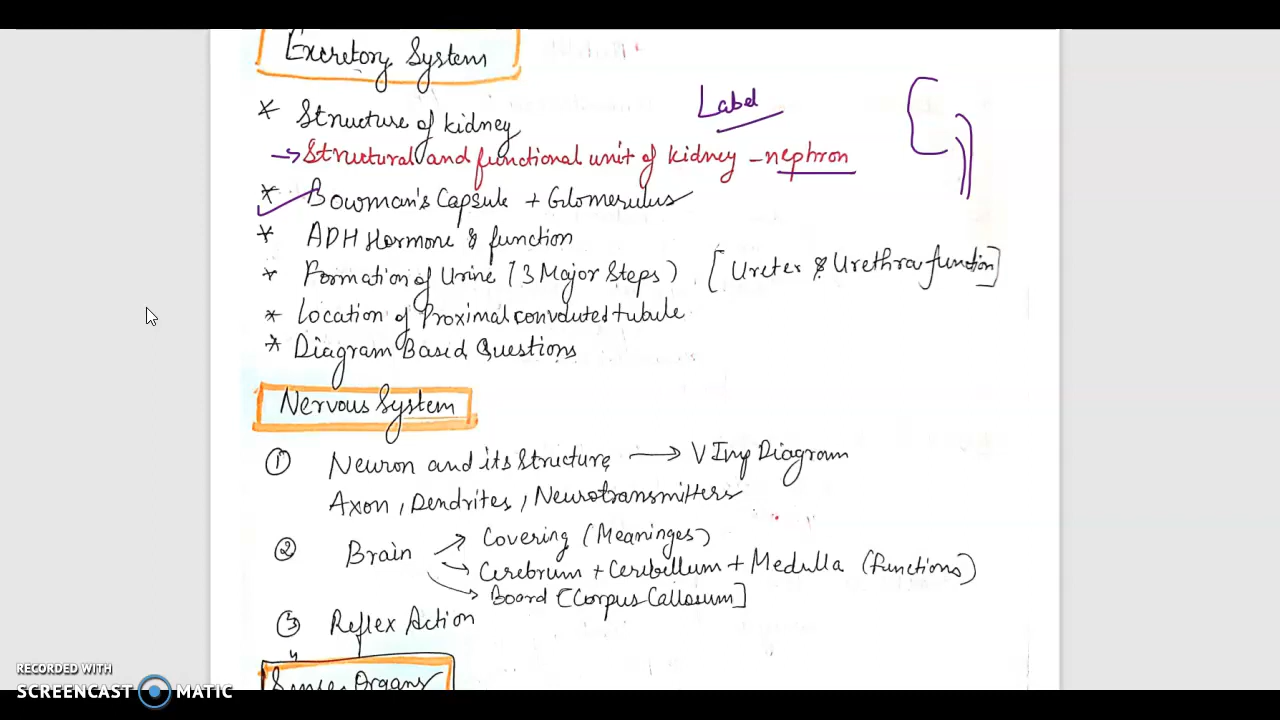 Excretory System
Label
* Structure of kidney
→ Structural and functional unit of kidney - nephron
* Bowman's Capsule + Glomerulus
* ADH Hormone & function
* Formation of Urine (3 Major Steps) [Ureter & Urethra function]
* Location of Proximal convoluted tubule
* Diagram Based Questions
Nervous System
① Neuron and its Structure → V Imp Diagram
Axon, Dendrites, Neurotransmitters
② Brain → Covering (Meaninges)
→ Cerebrum + Ceribellum + Medulla (functions)
→ Board [Corpus Callosum]
③ Reflex Action
Sense Organs
RECORDED WITH
SCREENCAST MATIC